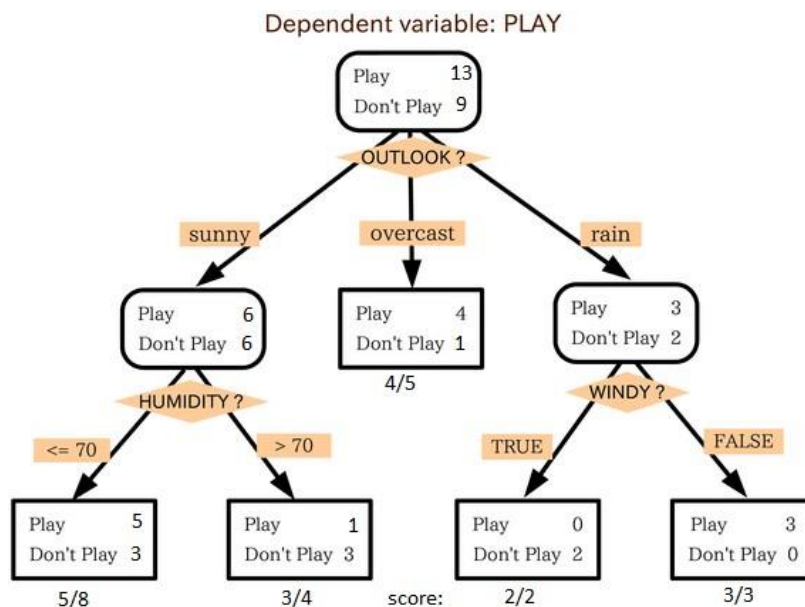 Dependent variable: PLAY
Play 13
Don't Play 9
OUTLOOK ?
sunny
overcast
rain
Play 6
Don't Play 6
Play 4
Don't Play 1
Play 3
Don't Play 2
4/5
HUMIDITY ?
WINDY ?
<= 70
> 70
TRUE
FALSE
Play 5
Don't Play 3
Play 1
Don't Play 3
Play 0
Don't Play 2
Play 3
Don't Play 0
5/8
3/4
score:
2/2
3/3